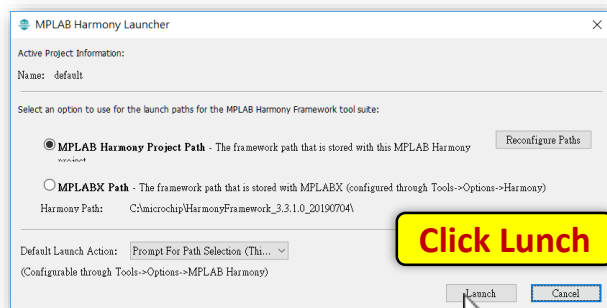 MPLAB Harmony Launcher
Active Project Information:
Name: default
Select an option to use for the launch paths for the MPLAB Harmony Framework tool suite:
MPLAB Harmony Project Path - The framework path that is stored with this MPLAB Harmony
Reconfigure Paths
MPLABX Path - The framework path that is stored with MPLABX (configured through Tools->Options->Harmony)
Harmony Path: C:\microchip\HarmonyFramework_3.3.1.0_20190704\
Click Lunch
Default Launch Action: Prompt For Path Selection (Thi...
(Configurable through Tools->Options->MPLAB Harmony)
Launch Cancel